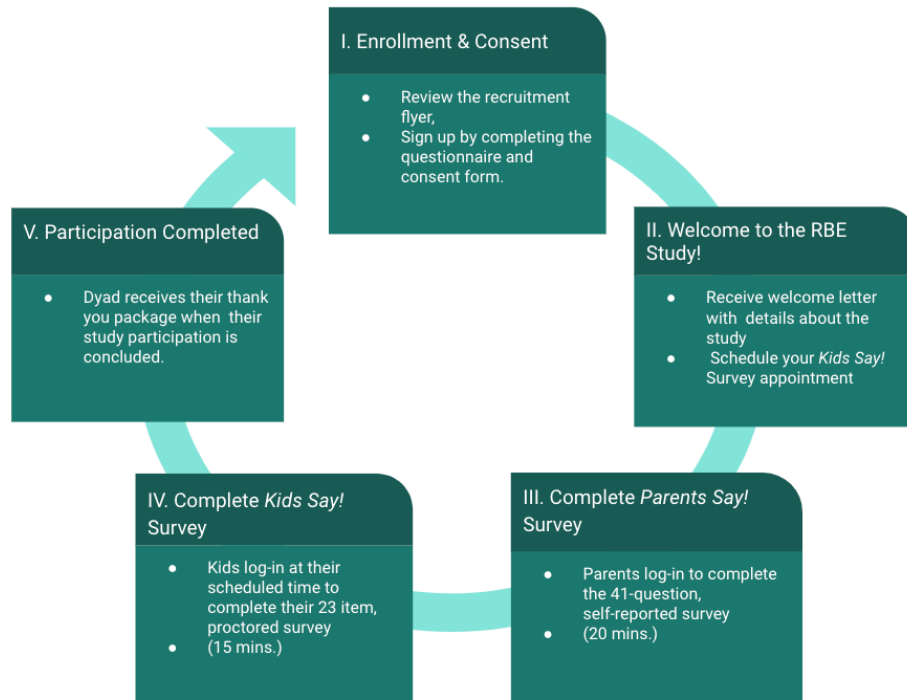 I. Enrollment & Consent
● Review the recruitment
flyer,
● Sign up by completing the
questionnaire and
consent form.
II. Welcome to the RBE
Study!
● Receive welcome letter
with details about the
study
● Schedule your Kids Say!
Survey appointment
III. Complete Parents Say!
Survey
● Parents log-in to complete
the 41-question,
self-reported survey
● (20 mins.)
IV. Complete Kids Say!
Survey
● Kids log-in at their
scheduled time to
complete their 23 item,
proctored survey
● (15 mins.)
V. Participation Completed
● Dyad receives their thank
you package when their
study participation is
concluded.